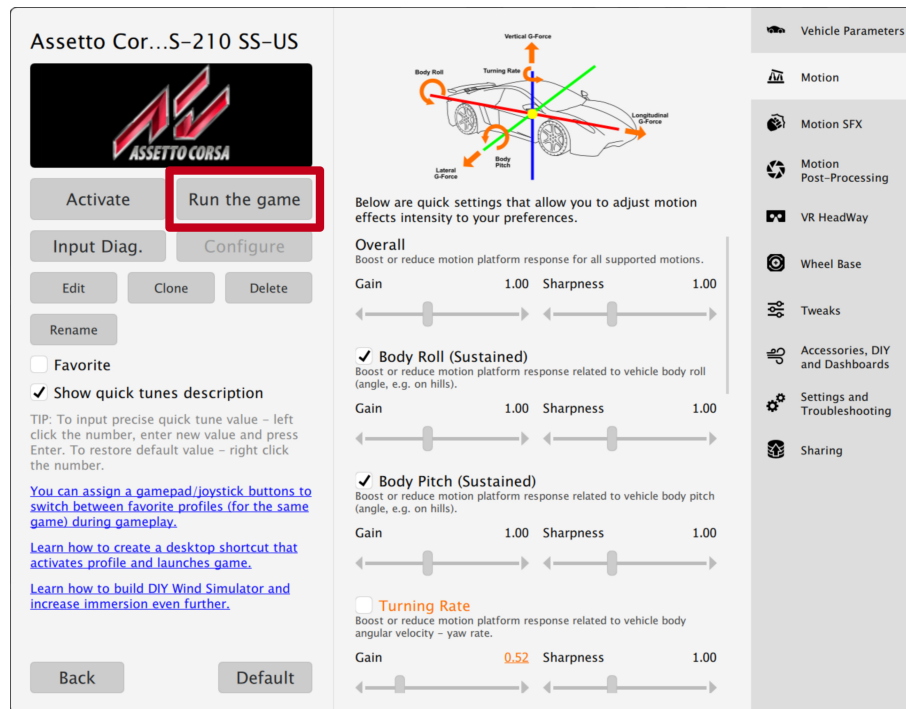 Assetto Cor...S-210 SS-US
ASSETTO CORSA
Activate
Run the game
Input Diag.
Configure
Edit
Clone
Delete
Rename
Favorite
Show quick tunes description
TIP: To input precise quick tune value – left
click the number, enter new value and press
Enter. To restore default value – right click
the number.
You can assign a gamepad/joystick buttons to
switch between favorite profiles (for the same
game) during gameplay.
Learn how to create a desktop shortcut that
activates profile and launches game.
Learn how to build DIY Wind Simulator and
increase immersion even further.
Back
Default
Vertical G-Force
Body Roll
Turning Rate
Longitudinal
G-Force
Body
Pitch
Lateral
G-Force
Below are quick settings that allow you to adjust motion
effects intensity to your preferences.
Overall
Boost or reduce motion platform response for all supported motions.
Gain 1.00 Sharpness 1.00
Body Roll (Sustained)
Boost or reduce motion platform response related to vehicle body roll
(angle, e.g. on hills).
Gain 1.00 Sharpness 1.00
Body Pitch (Sustained)
Boost or reduce motion platform response related to vehicle body pitch
(angle, e.g. on hills).
Gain 1.00 Sharpness 1.00
Turning Rate
Boost or reduce motion platform response related to vehicle body
angular velocity – yaw rate.
Gain 0.52 Sharpness 1.00
Vehicle Parameters
Motion
Motion SFX
Motion
Post-Processing
VR HeadWay
Wheel Base
Tweaks
Accessories, DIY
and Dashboards
Settings and
Troubleshooting
Sharing